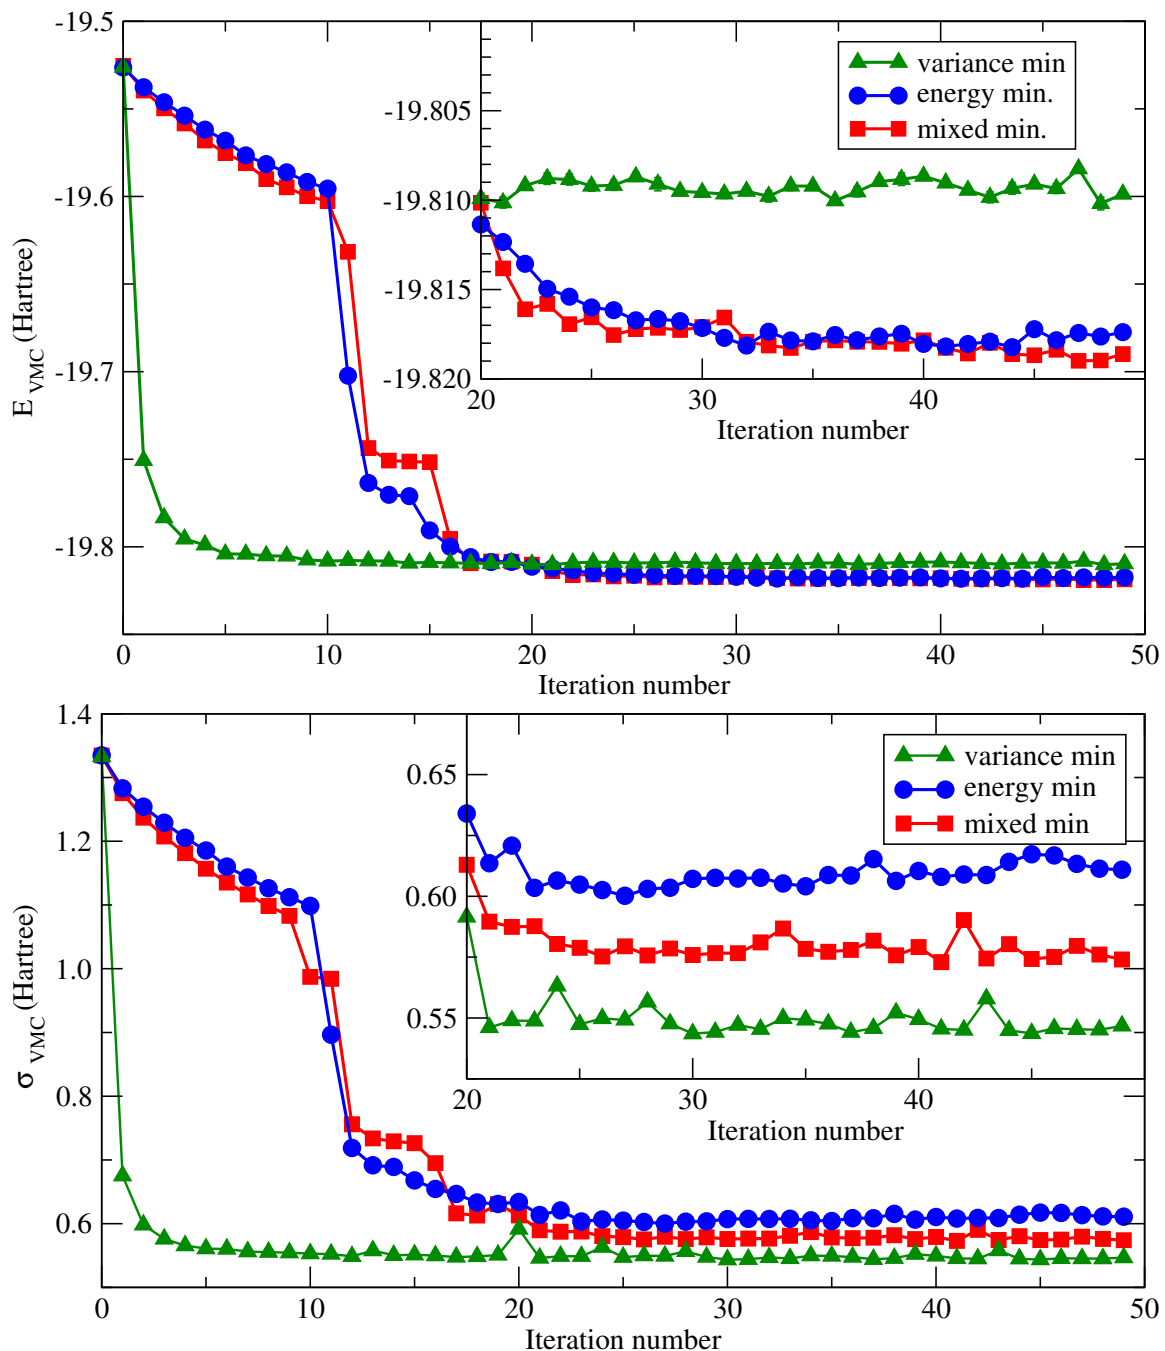 -19.5
-19.6
-19.7
-19.8
E VMC (Hartree)
0
10
20
30
40
50
Iteration number
variance min
energy min.
mixed min.
-19.805
-19.810
-19.815
-19.820
20
30
40
Iteration number
1.4
1.2
1.0
0.8
0.6
σ VMC (Hartree)
0
10
20
30
40
50
Iteration number
variance min
energy min
mixed min
0.65
0.60
0.55
20
30
40
Iteration number